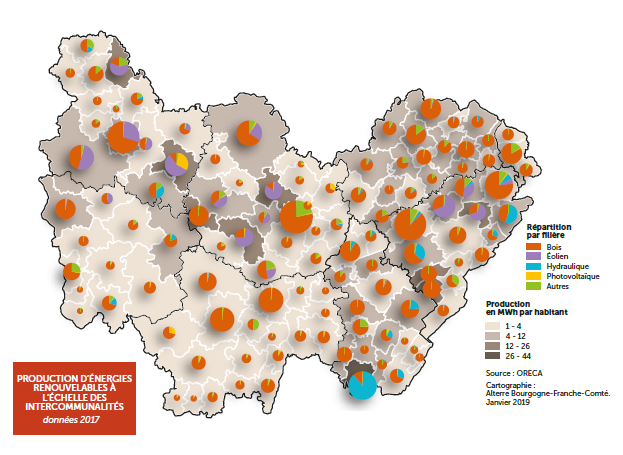 Répartition
par filière
Bois
Éolien
Hydraulique
Photovoltaïque
Autres
Production
en MWh par habitant
1 - 4
4 - 12
12 - 26
26 - 44
Source : ORECA
Cartographie :
Alterre Bourgogne-Franche-Comté.
Janvier 2019
PRODUCTION D'ÉNERGIES
RENOUVELABLES À
L'ÉCHELLE DES
INTERCOMMUNALITÉS
données 2017